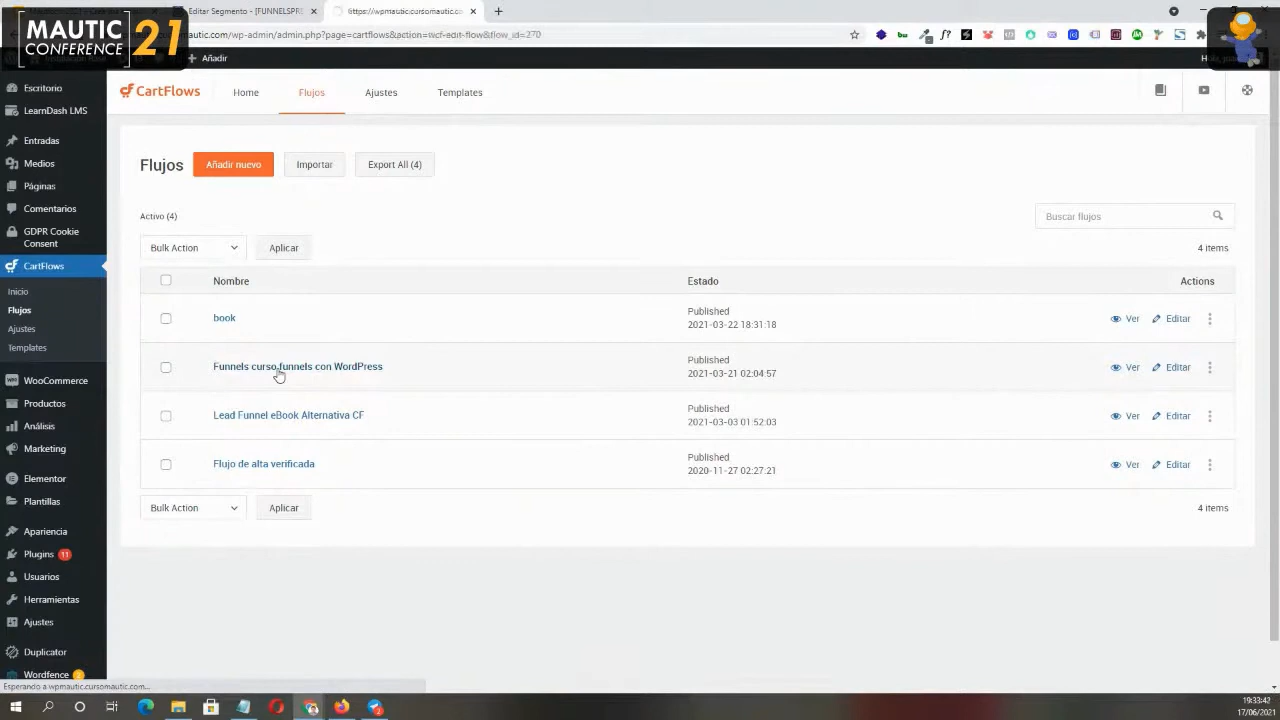 MAUTIC
CONFERENCE
21
Editar Segmento - [FUNNELSPRE
https://wpmautic.cursomautic.co
utic.com/wp-admin/admin.php?page=cartflows&action=wcf-edit-flow&flow_id=270
Añadir
Escritorio
LearnDash LMS
Entradas
Medios
Páginas
Comentarios
GDPR Cookie
Consent
CartFlows
Inicio
Flujos
Ajustes
Templates
WooCommerce
Productos
Análisis
Marketing
Elementor
Plantillas
Apariencia
Plugins 11
Usuarios
Herramientas
Ajustes
Duplicator
Wordfence 2
CartFlows
Home
Flujos
Ajustes
Templates
Flujos
Añadir nuevo
Importar
Export All (4)
Activo (4)
Buscar flujos
Bulk Action
Aplicar
4 items
Nombre
Estado
Actions
book
Published
2021-03-22 18:31:18
Ver
Editar
Funnels curso funnels con WordPress
Published
2021-03-21 02:04:57
Ver
Editar
Lead Funnel eBook Alternativa CF
Published
2021-03-03 01:52:03
Ver
Editar
Flujo de alta verificada
Published
2020-11-27 02:27:21
Ver
Editar
Bulk Action
Aplicar
4 items
Esperando a wpmautic.cursomautic.com...
19:33:42
17/06/2021